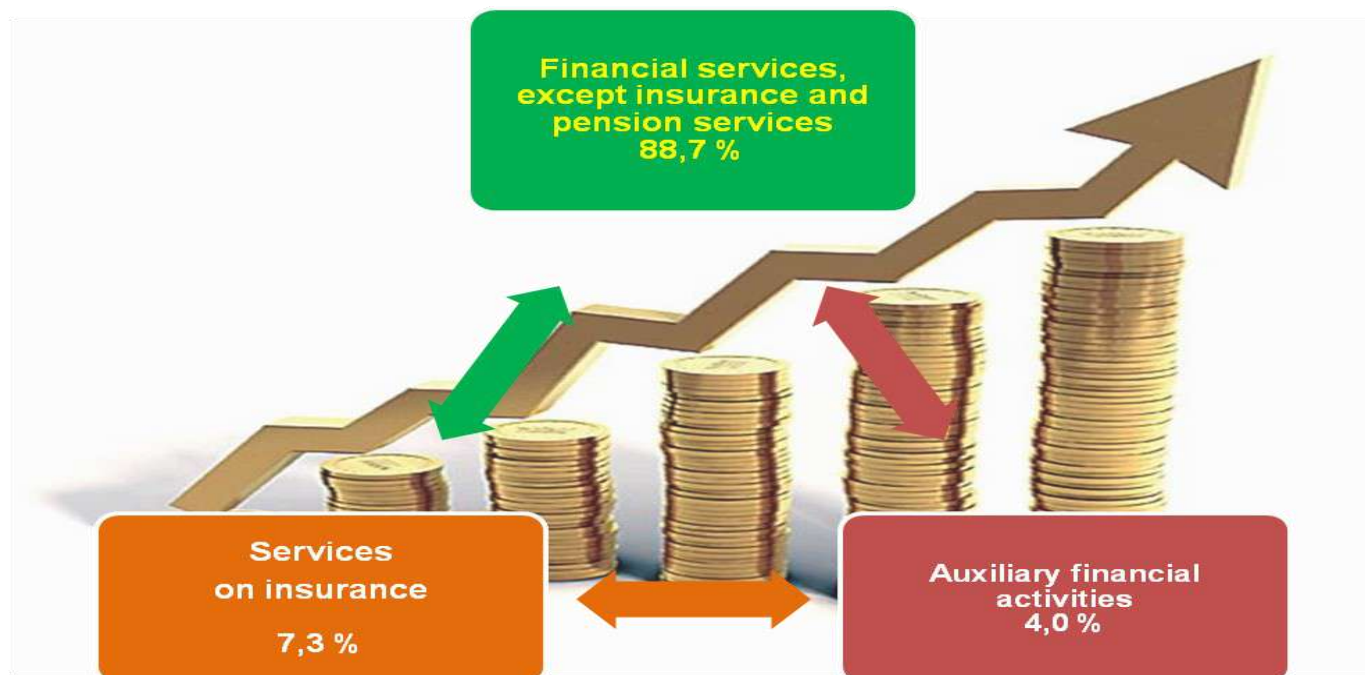 Financial services,
except insurance and
pension services
88,7 %
Services
on insurance
7,3 %
Auxiliary financial
activities
4,0 %